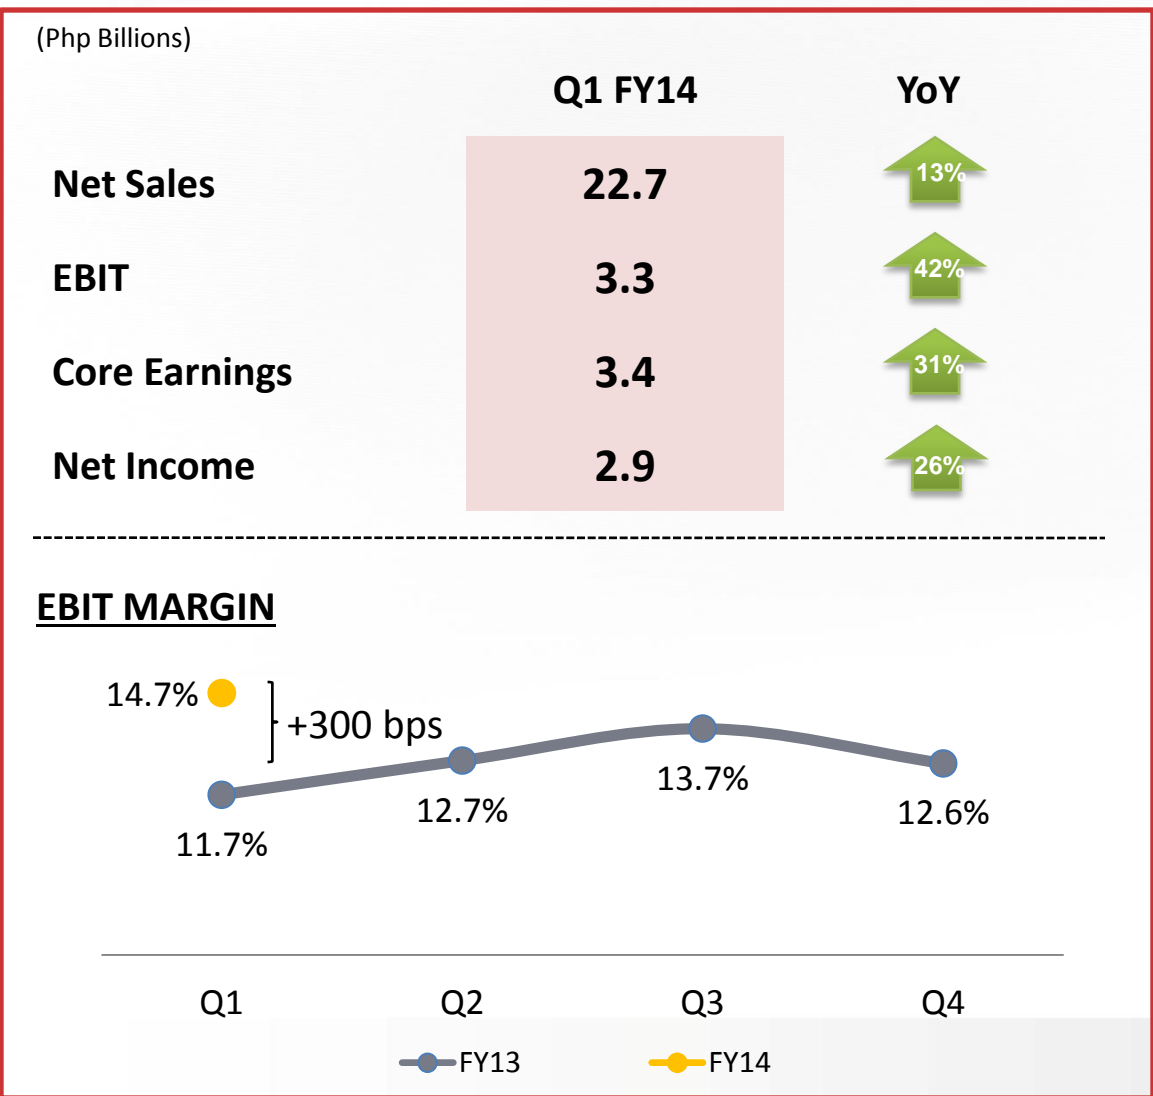 (Php Billions)
Q1 FY14 YoY
Net Sales 22.7 13%
EBIT 3.3 42%
Core Earnings 3.4 31%
Net Income 2.9 26%
EBIT MARGIN
14.7%
+300 bps
11.7%
12.7%
13.7%
12.6%
Q1 Q2 Q3 Q4
FY13 FY14